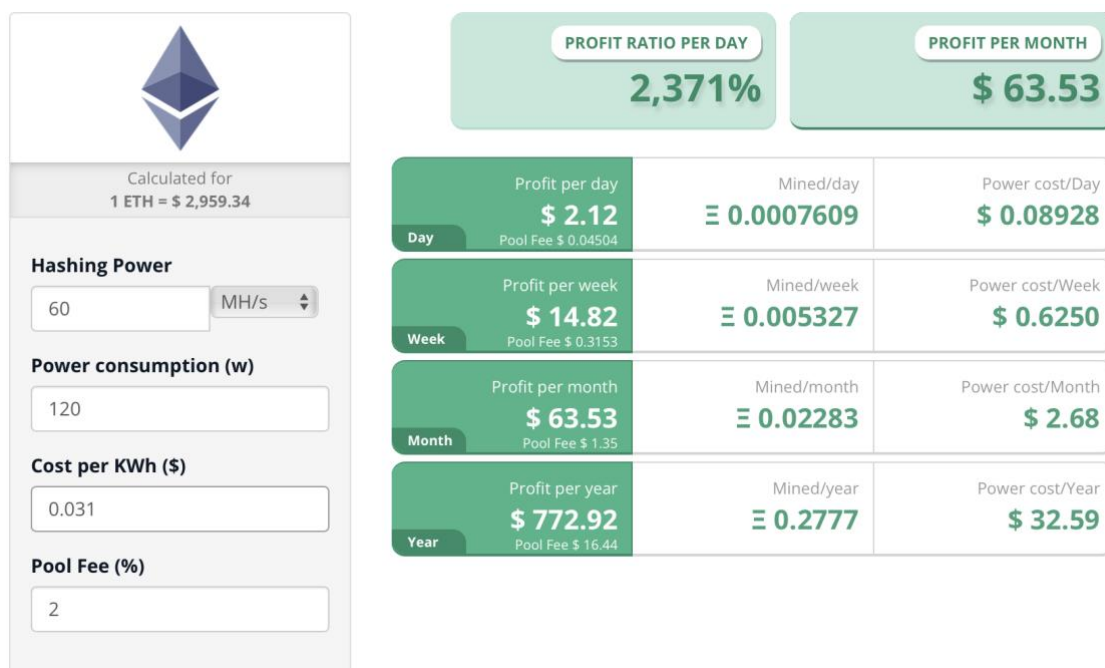 Calculated for
1 ETH = $ 2,959.34
Hashing Power
60
MH/s
Power consumption (w)
120
Cost per KWh ($)
0.031
Pool Fee (%)
2
PROFIT RATIO PER DAY
2,371%
PROFIT PER MONTH
$ 63.53
Day
Profit per day
$ 2.12
Pool Fee $ 0.04504
Mined/day
Ξ 0.0007609
Power cost/Day
$ 0.08928
Week
Profit per week
$ 14.82
Pool Fee $ 0.3153
Mined/week
Ξ 0.005327
Power cost/Week
$ 0.6250
Month
Profit per month
$ 63.53
Pool Fee $ 1.35
Mined/month
Ξ 0.02283
Power cost/Month
$ 2.68
Year
Profit per year
$ 772.92
Pool Fee $ 16.44
Mined/year
Ξ 0.2777
Power cost/Year
$ 32.59